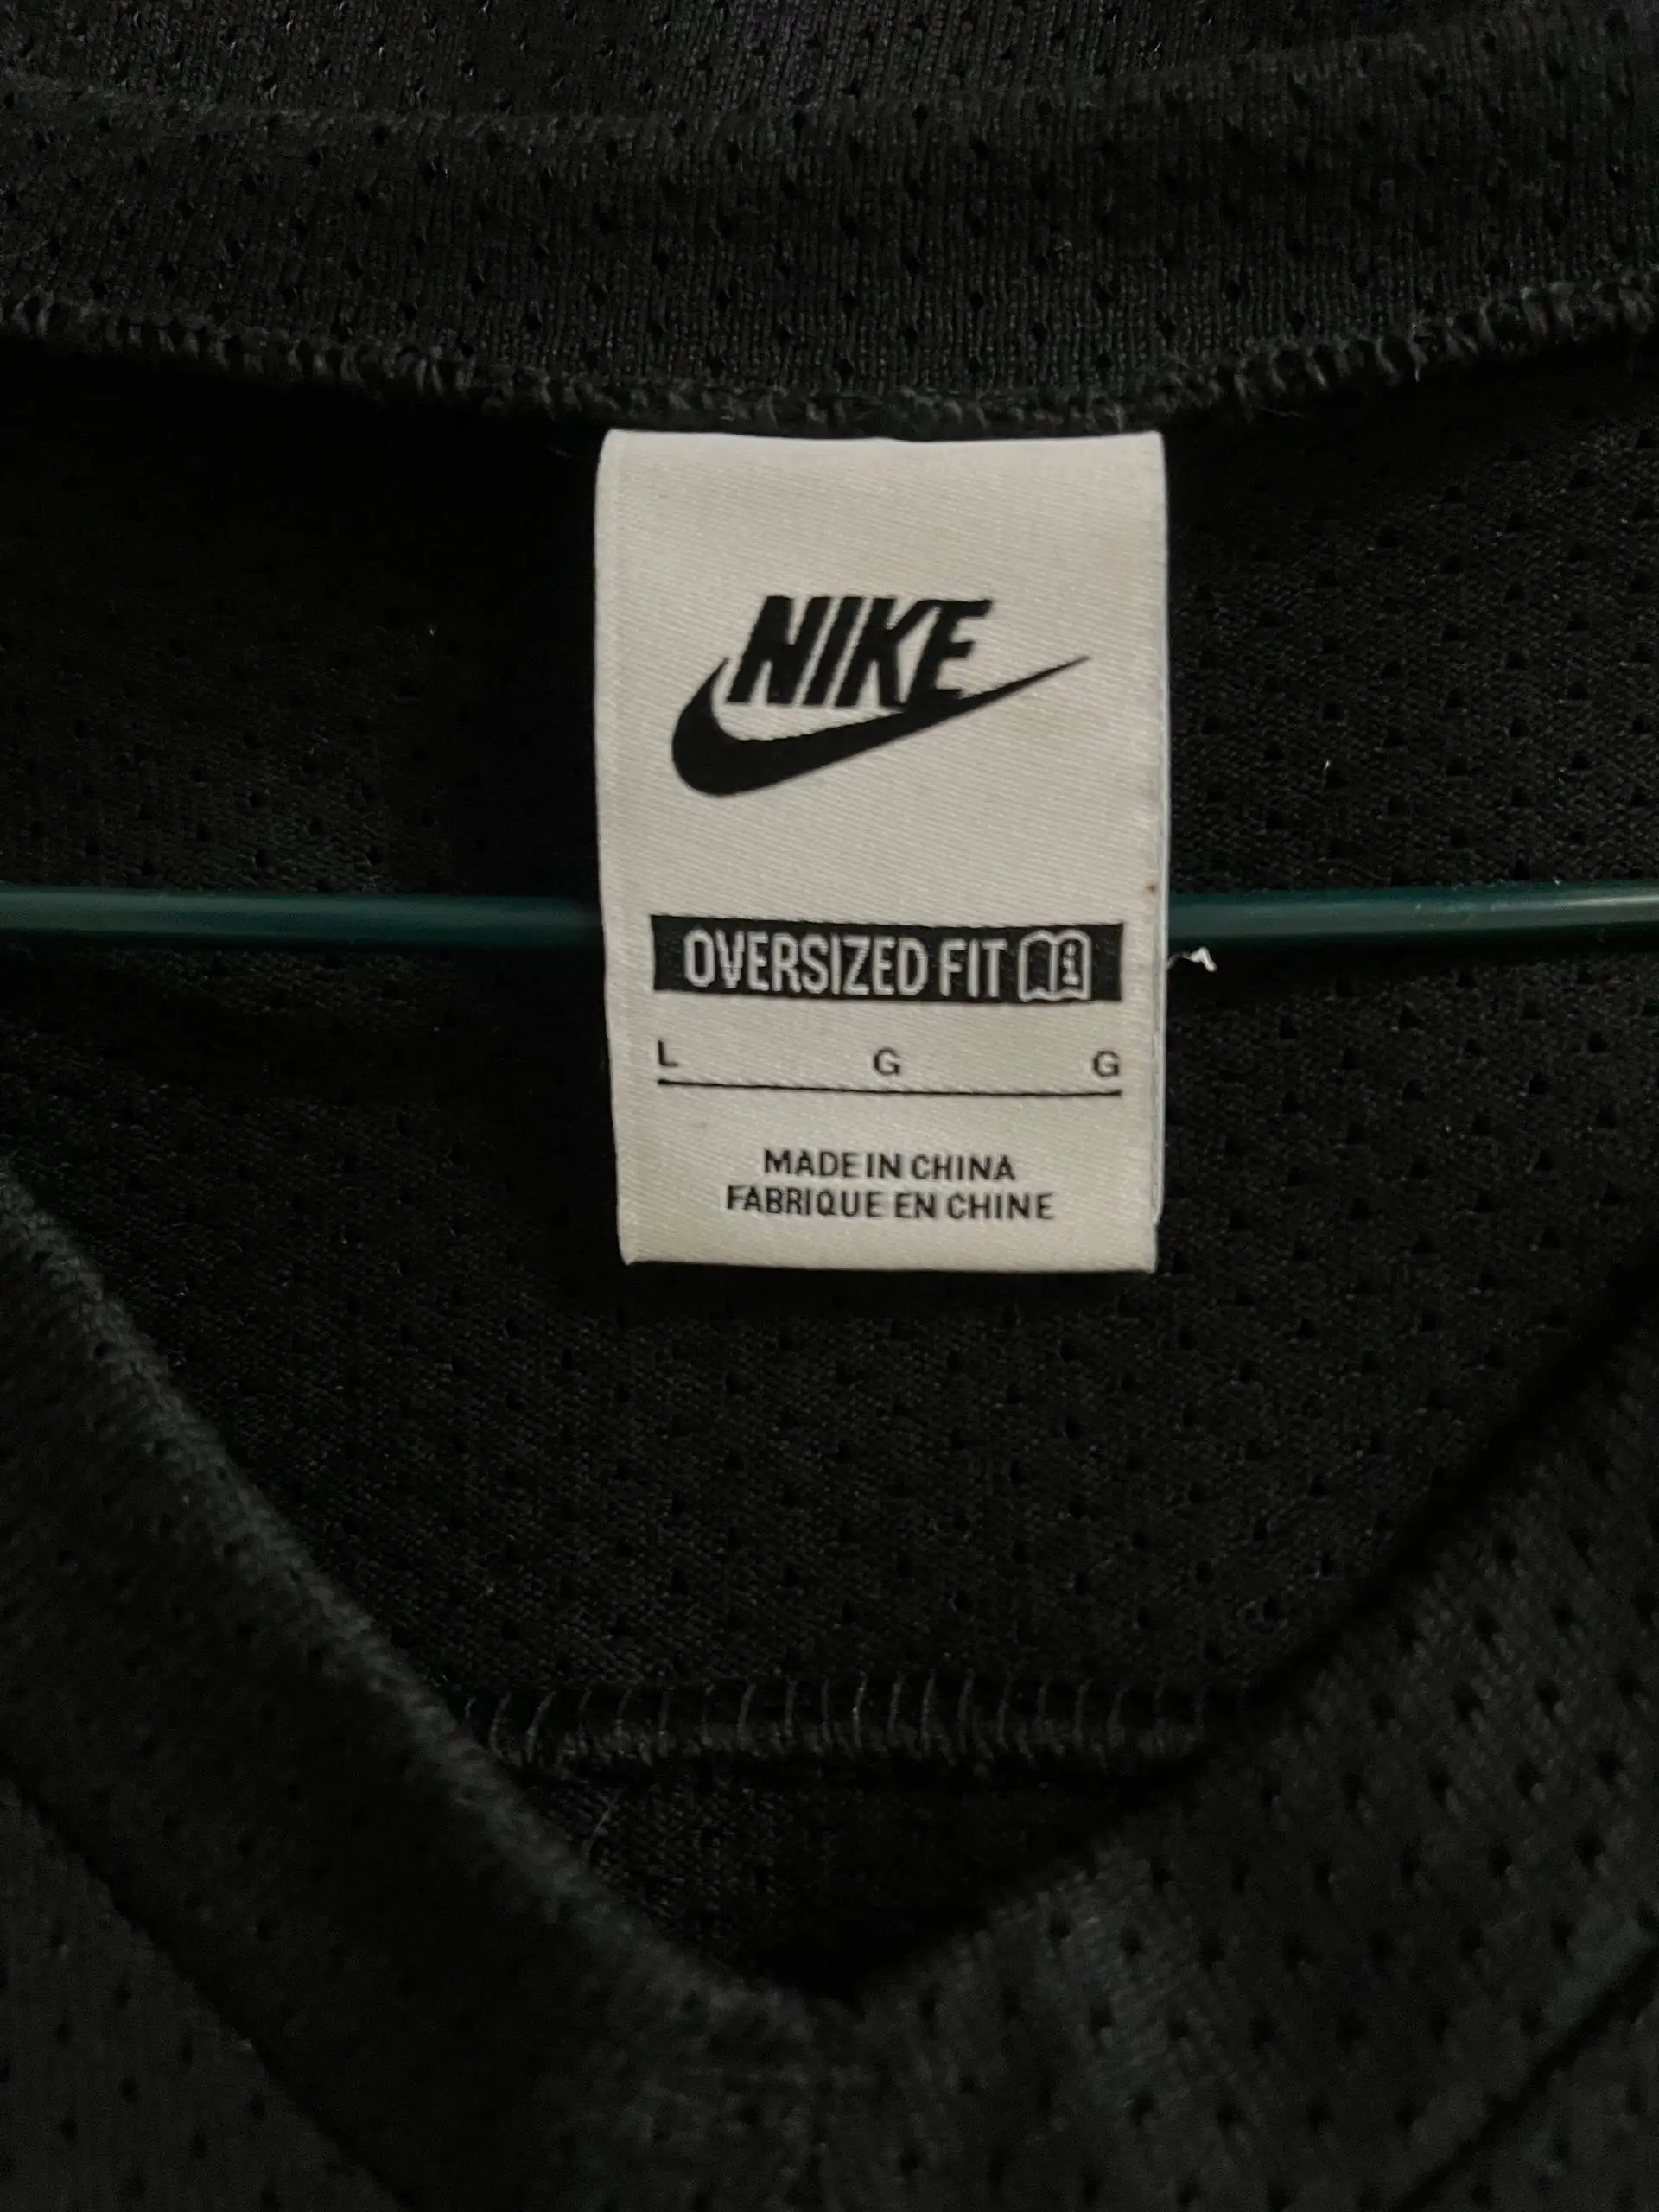 NIKE
OVERSIZED FIT i
L G G
MADE IN CHINA
FABRIQUE EN CHINE